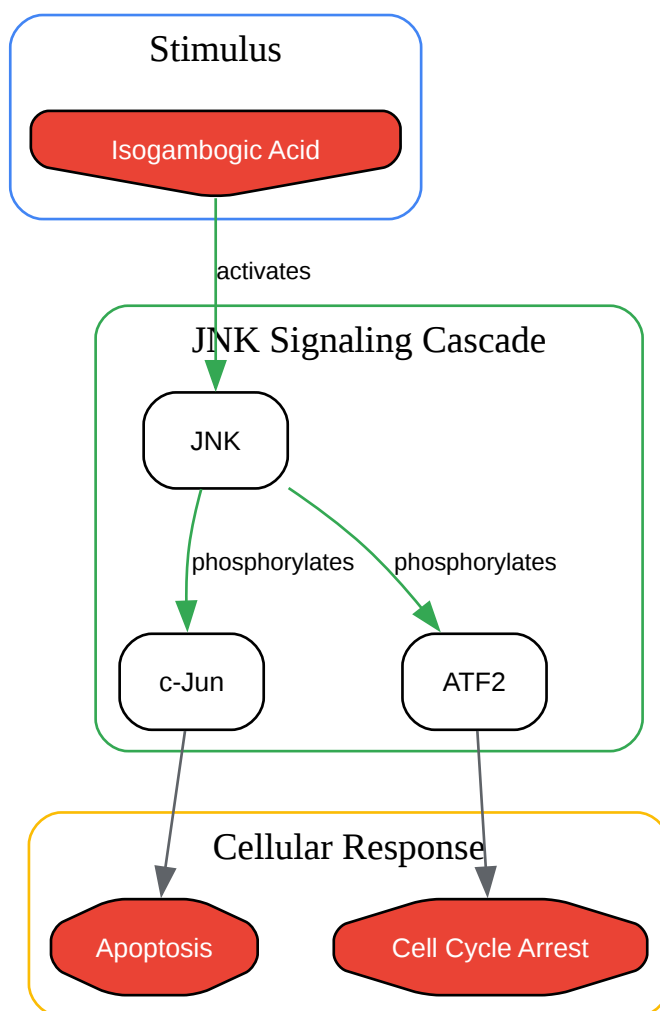 Stimulus
Isogambogic Acid
activates
JNK Signaling Cascade
JNK
phosphorylates
phosphorylates
c-Jun
ATF2
Cellular Response
Apoptosis
Cell Cycle Arrest